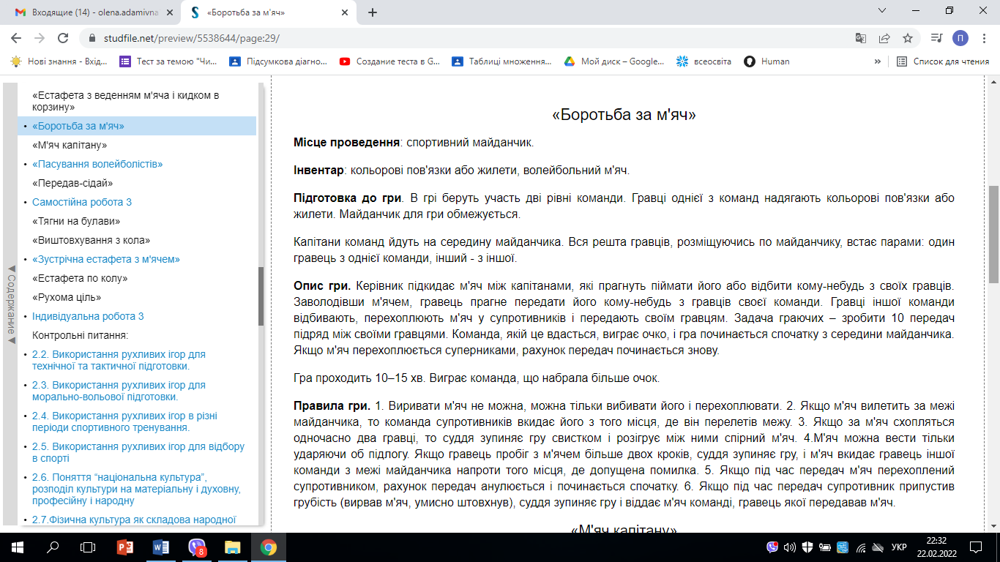 Входящие (14) - olena.adamivna
«Боротьба за м'яч»
studfile.net/preview/5538644/page:29/
П
Нові знання - Вхід...
Тест за темою "Чи...
Підсумкова діагно...
Создание теста в G...
Таблиці множення...
Мой диск – Google...
всеосвіта
Human
»
Список для чтения
Содержание
«Естафета з веденням м'яча і кидком в
корзину»
«Боротьба за м'яч»
«М'яч капітану»
«Пасування волейболістів»
«Передав-сідай»
Самостійна робота 3
«Тягни на булави»
«Виштовхування з кола»
«Зустрічна естафета з м'ячем»
«Естафета по колу»
«Рухома ціль»
Індивідуальна робота 3
Контрольні питання:
2.2. Використання рухливих ігор для
технічної та тактичної підготовки.
2.3. Використання рухливих ігор для
морально-вольової підготовки.
2.4. Використання рухливих ігор в різні
періоди спортивного тренування.
2.5. Використання рухливих ігор для відбору
в спорті
2.6. Поняття “національна культура”,
розподіл культури на матеріальну і духовну,
професійну і народну
2.7.Фізична культура як складова народної
«Боротьба за м'яч»
Місце проведення: спортивний майданчик.
Інвентар: кольорові пов'язки або жилети, волейбольний м'яч.
Підготовка до гри. В грі беруть участь дві рівні команди. Гравці однієї з команд надягають кольорові пов'язки або
жилети. Майданчик для гри обмежується.
Капітани команд йдуть на середину майданчика. Вся решта гравців, розміщуючись по майданчику, встає парами: один
гравець з однієї команди, інший - з іншої.
Опис гри. Керівник підкидає м'яч між капітанами, які прагнуть піймати його або відбити кому-небудь з своїх гравців.
Заволодівши м'ячем, гравець прагне передати його кому-небудь з гравців своєї команди. Гравці іншої команди
відбивають, перехоплюють м'яч у супротивників і передають своїм гравцям. Задача граючих – зробити 10 передач
підряд між своїми гравцями. Команда, якій це вдасться, виграє очко, і гра починається спочатку з середини майданчика.
Якщо м'яч перехоплюється суперниками, рахунок передач починається знову.
Гра проходить 10–15 хв. Виграє команда, що набрала більше очок.
Правила гри. 1. Виривати м'яч не можна, можна тільки вибивати його і перехоплювати. 2. Якщо м'яч вилетить за межі
майданчика, то команда супротивників вкидає його з того місця, де він перелетів межу. 3. Якщо за м'яч схопляться
одночасно два гравці, то суддя зупиняє гру свистком і розігрує між ними спірний м'яч. 4.М'яч можна вести тільки
ударяючи об підлогу. Якщо гравець пробіг з м'ячем більше двох кроків, суддя зупиняє гру, і м'яч вкидає гравець іншої
команди з межі майданчика напроти того місця, де допущена помилка. 5. Якщо під час передач м'яч перехоплений
супротивником, рахунок передач анулюється і починається спочатку. 6. Якщо під час передач супротивник припустив
грубість (вирвав м'яч, умисно штовхнув), суддя зупиняє гру і віддає м'яч команді, гравець якої передавав м'яч.
«М'яч капітану»
8
УКР
22:32
22.02.2022